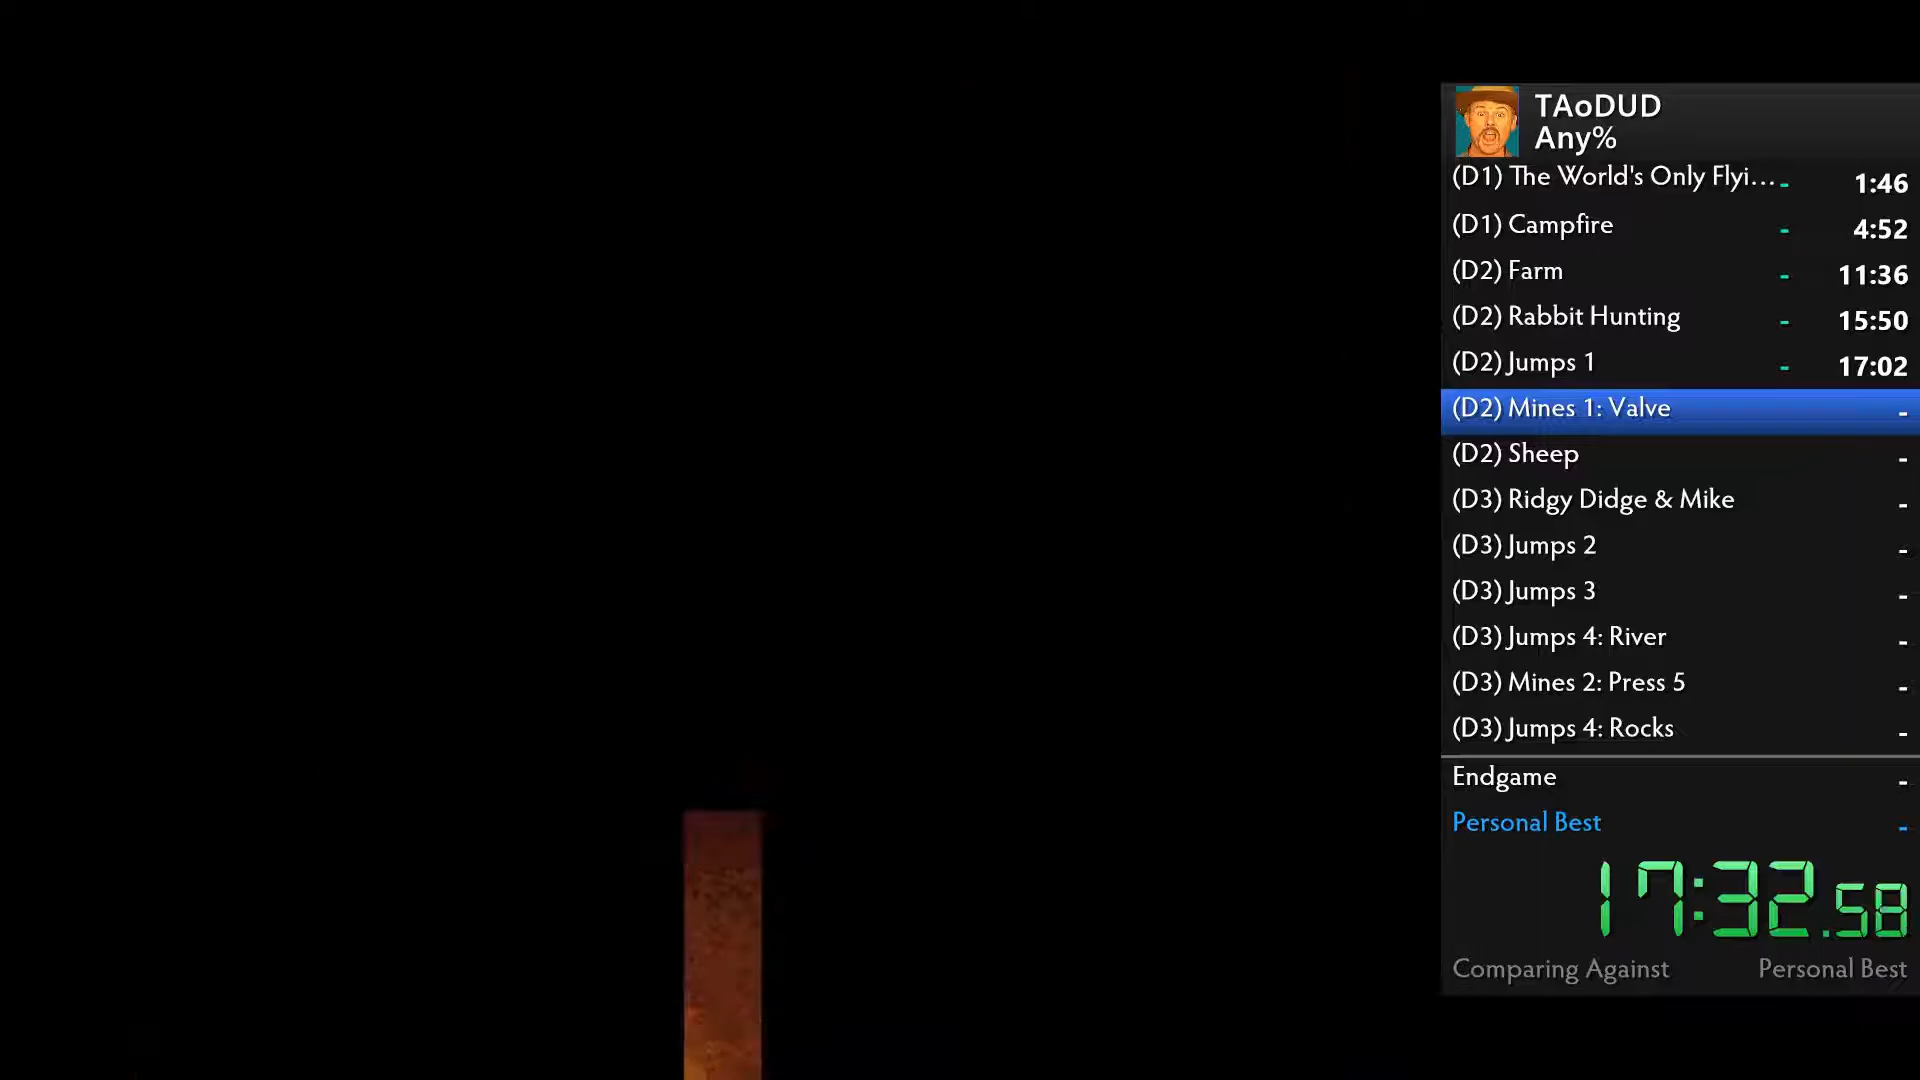 TAoDUD
Any%
(D1) The World's Only Flyi... - 1:46
(D1) Campfire - 4:52
(D2) Farm - 11:36
(D2) Rabbit Hunting - 15:50
(D2) Jumps 1 - 17:02
(D2) Mines 1: Valve -
(D2) Sheep -
(D3) Ridgy Didge & Mike -
(D3) Jumps 2 -
(D3) Jumps 3 -
(D3) Jumps 4: River -
(D3) Mines 2: Press 5 -
(D3) Jumps 4: Rocks -
Endgame -
Personal Best -
17:32.58
Comparing Against Personal Best